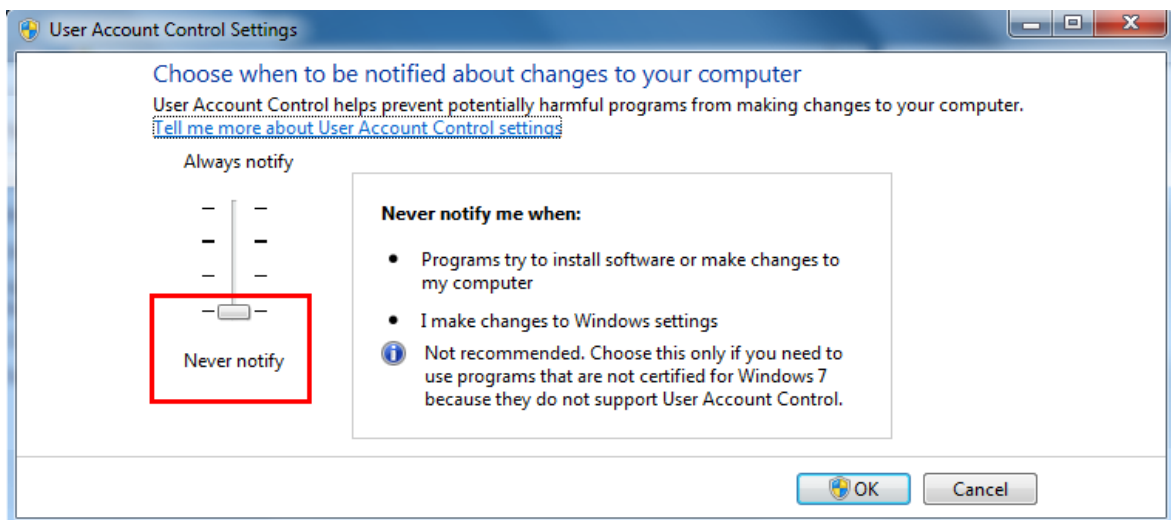 User Account Control Settings
Choose when to be notified about changes to your computer
User Account Control helps prevent potentially harmful programs from making changes to your computer.
Tell me more about User Account Control settings
Always notify
Never notify
Never notify me when:
• Programs try to install software or make changes to
my computer
• I make changes to Windows settings
Not recommended. Choose this only if you need to
use programs that are not certified for Windows 7
because they do not support User Account Control.
OK
Cancel